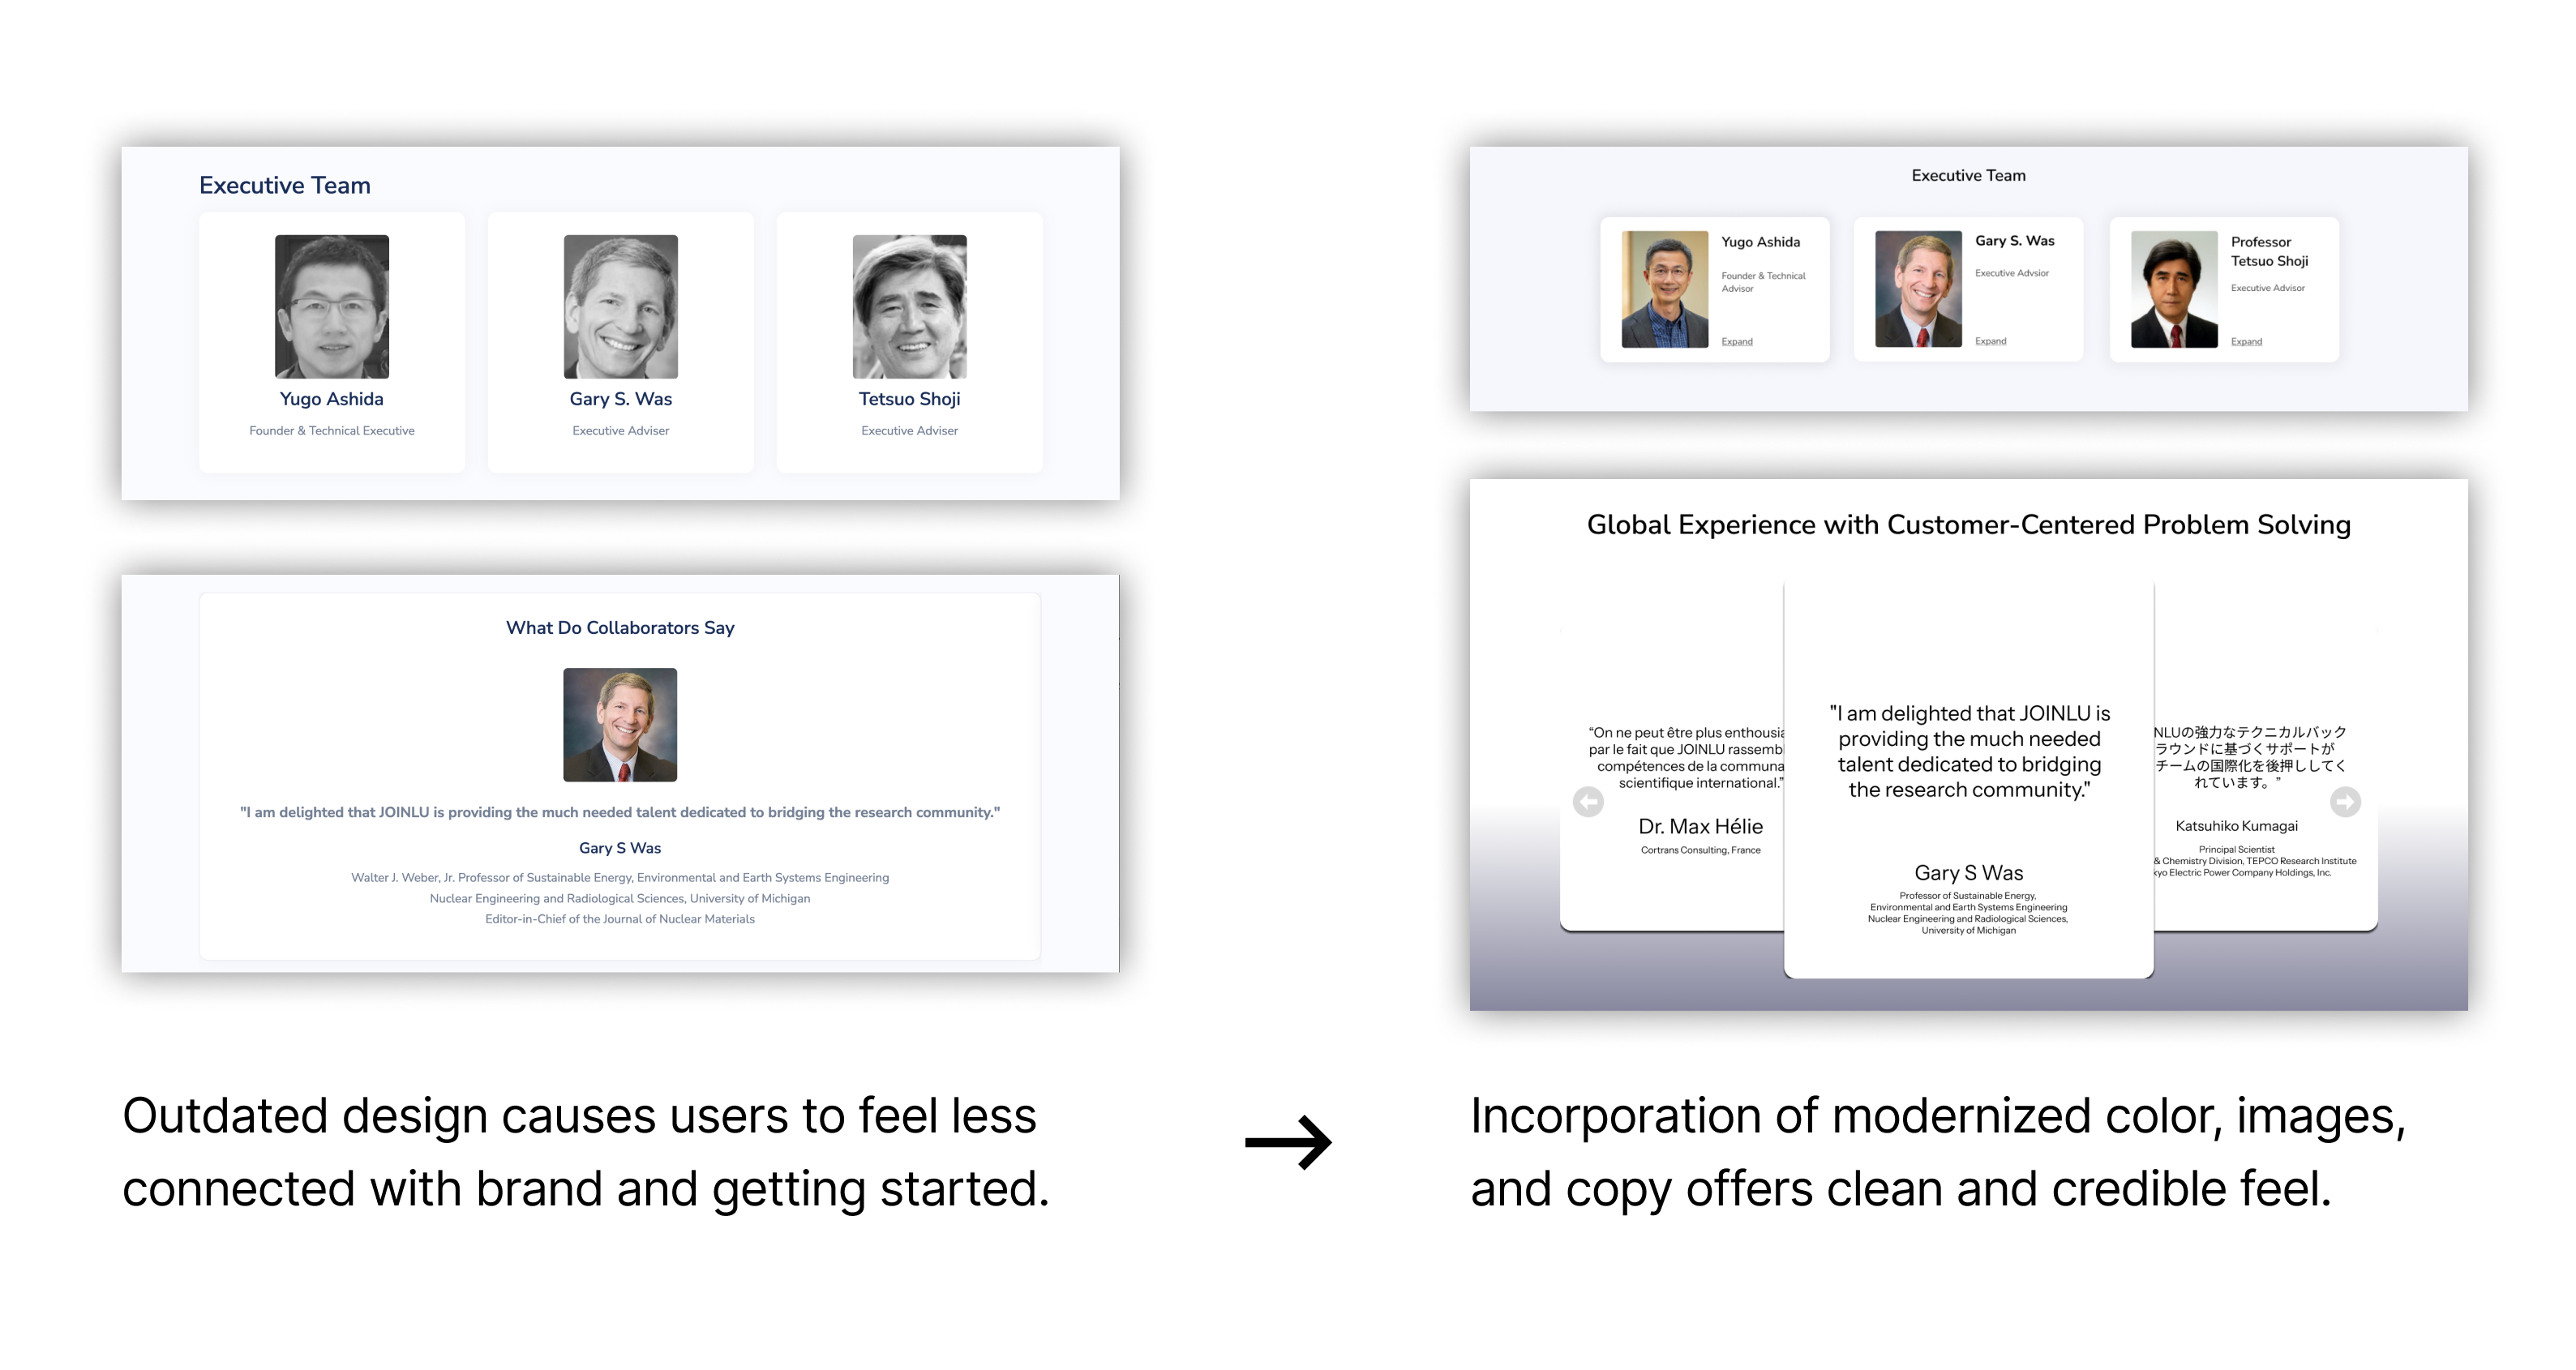 Executive Team
Yugo Ashida
Founder & Technical Executive
Gary S. Was
Executive Adviser
Tetsuo Shoji
Executive Adviser
What Do Collaborators Say
"I am delighted that JOINLU is providing the much needed talent dedicated to bridging the research community."
Gary S Was
Walter J. Weber, Jr. Professor of Sustainable Energy, Environmental and Earth Systems Engineering
Nuclear Engineering and Radiological Sciences, University of Michigan
Editor-in-Chief of the Journal of Nuclear Materials
Outdated design causes users to feel less
connected with brand and getting started.
→
Executive Team
Yugo Ashida
Founder & Technical
Advisor
Expand
Gary S. Was
Executive Advsior
Expand
Professor
Tetsuo Shoji
Executive Advisor
Expand
Global Experience with Customer-Centered Problem Solving
“On ne peut être plus enthousia
par le fait que JOINLU rassemb
compétences de la communa
scientifique international.”
Dr. Max Hélie
Cortrans Consulting, France
"I am delighted that JOINLU is
providing the much needed
talent dedicated to bridging
the research community."
Gary S Was
Professor of Sustainable Energy,
Environmental and Earth Systems Engineering
Nuclear Engineering and Radiological Sciences,
University of Michigan
NLUの強力なテクニカルバック
ラウンドに基づくサポートが
チームの国際化を後押ししてく
れています。”
Katsuhiko Kumagai
Principal Scientist
& Chemistry Division, TEPCO Research Institute
kyo Electric Power Company Holdings, Inc.
Incorporation of modernized color, images,
and copy offers clean and credible feel.